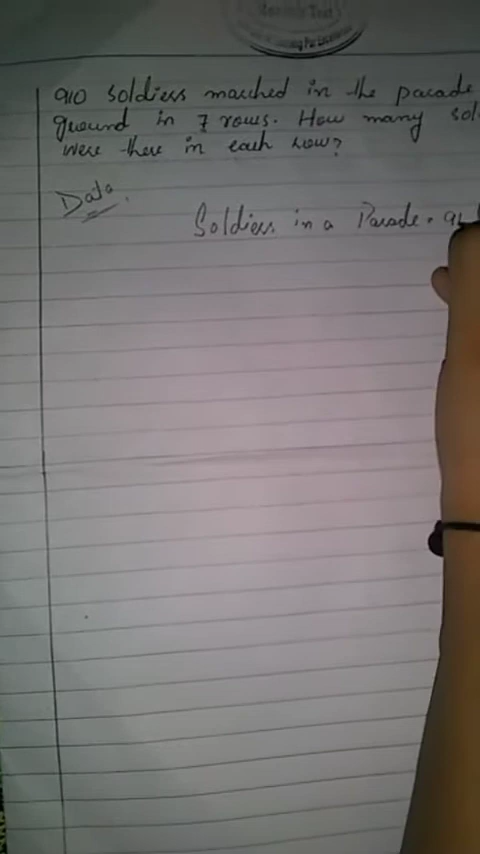 910 soldiers marched in the parade
ground in 7 rows. How many
were there in each row?
Data.
Soldiers in a Parade.